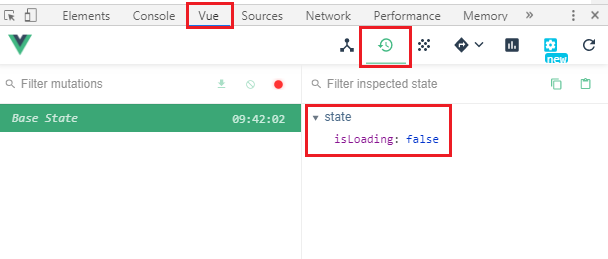 Elements Console Vue Sources Network Performance Memory »
new
Filter mutations
Filter inspected state
Base State 09:42:02
state
isLoading: false